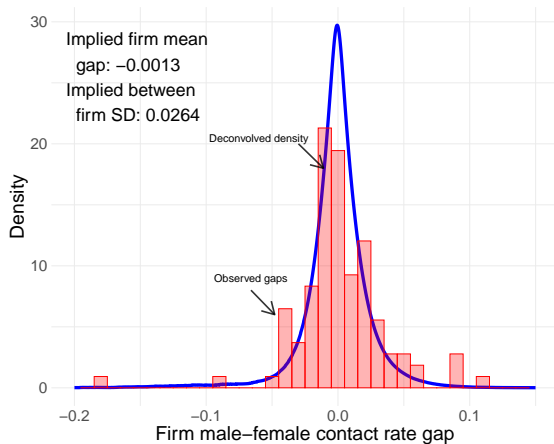 30
Implied firm mean
gap: −0.0013
Implied between
firm SD: 0.0264
20
Deconvolved density
Density
10
Observed gaps
0
−0.2
−0.1
0.0
0.1
Firm male−female contact rate gap